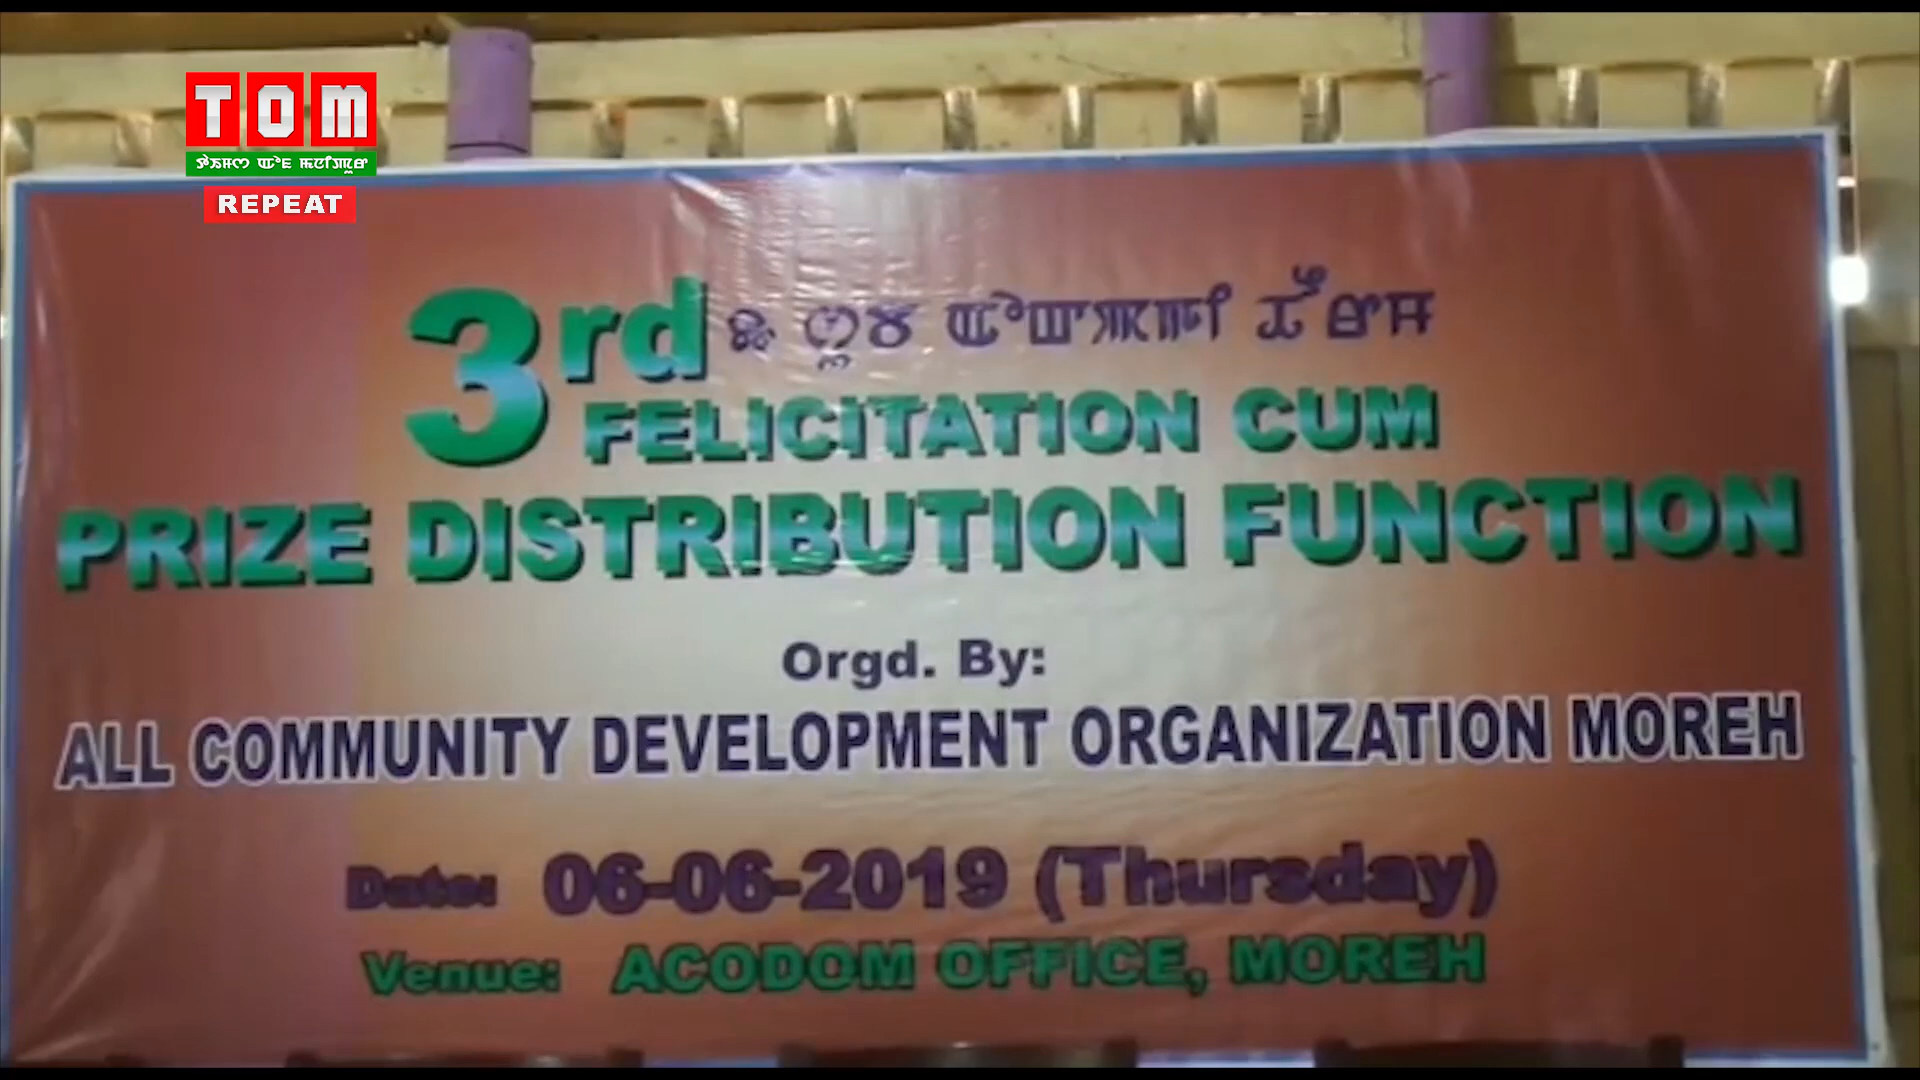 TOM
REPEAT
3rd
FELICITATION CUM
PRIZE DISTRIBUTION FUNCTION
Orgd. By:
ALL COMMUNITY DEVELOPMENT ORGANIZATION MOREH
Date: 06-06-2019 (Thursday)
Venue: ACODOM OFFICE, MOREH